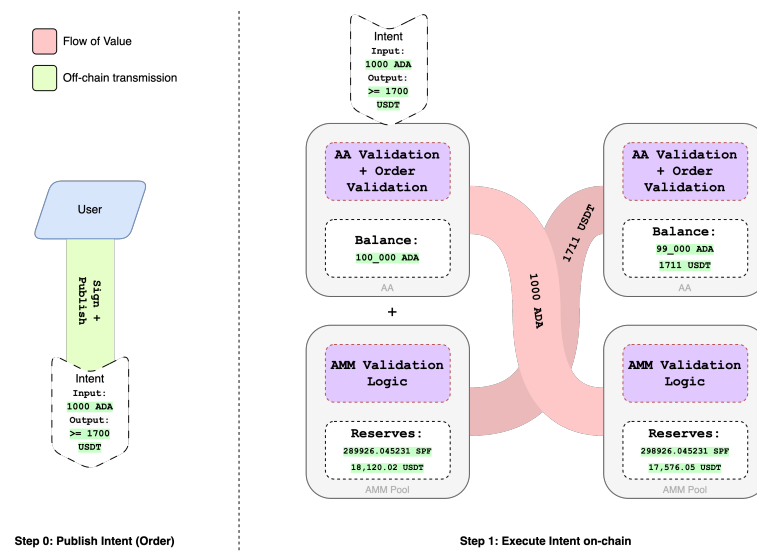 Flow of Value
Off-chain transmission
User
Sign +
Publish
Intent
Input:
1000 ADA
Output:
>= 1700
USDT
Step 0: Publish Intent (Order)
Intent
Input:
1000 ADA
Output:
>= 1700
USDT
AA Validation
+ Order
Validation
Balance:
100_000 ADA
AA
+
AMM Validation
Logic
Reserves:
289926.045231 SPF
18,120.02 USDT
AMM Pool
1000 ADA
1711 USDT
AA Validation
+ Order
Validation
Balance:
99_000 ADA
1711 USDT
AA
AMM Validation
Logic
Reserves:
298926.045231 SPF
17,576.05 USDT
AMM Pool
Step 1: Execute Intent on-chain